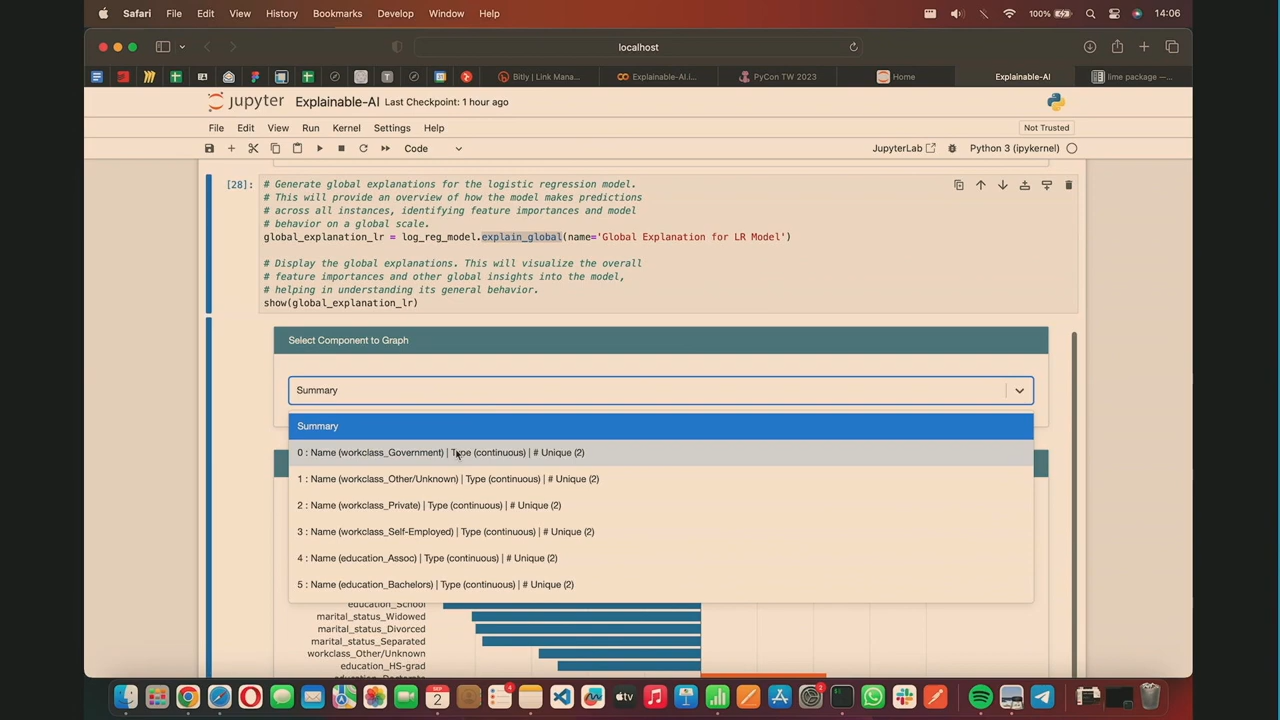 Safari File Edit View History Bookmarks Develop Window Help 100% 14:06
localhost
Bitly | Link Mana... Explainable-AI.i... PyCon TW 2023 Home Explainable-AI lime package —...
jupyter Explainable-AI Last Checkpoint: 1 hour ago
File Edit View Run Kernel Settings Help Not Trusted
Code JupyterLab Python 3 (ipykernel)
[28]: # Generate global explanations for the logistic regression model.
# This will provide an overview of how the model makes predictions
# across all instances, identifying feature importances and model
# behavior on a global scale.
global_explanation_lr = log_reg_model.explain_global(name='Global Explanation for LR Model')
# Display the global explanations. This will visualize the overall
# feature importances and other global insights into the model,
# helping in understanding its general behavior.
show(global_explanation_lr)
Select Component to Graph
Summary
Summary
0 : Name (workclass_Government) | Type (continuous) | # Unique (2)
1 : Name (workclass_Other/Unknown) | Type (continuous) | # Unique (2)
2 : Name (workclass_Private) | Type (continuous) | # Unique (2)
3 : Name (workclass_Self-Employed) | Type (continuous) | # Unique (2)
4 : Name (education_Assoc) | Type (continuous) | # Unique (2)
5 : Name (education_Bachelors) | Type (continuous) | # Unique (2)
education_School
marital_status_Widowed
marital_status_Divorced
marital_status_Separated
workclass_Other/Unknown
education_HS-grad
SEP
2
tv